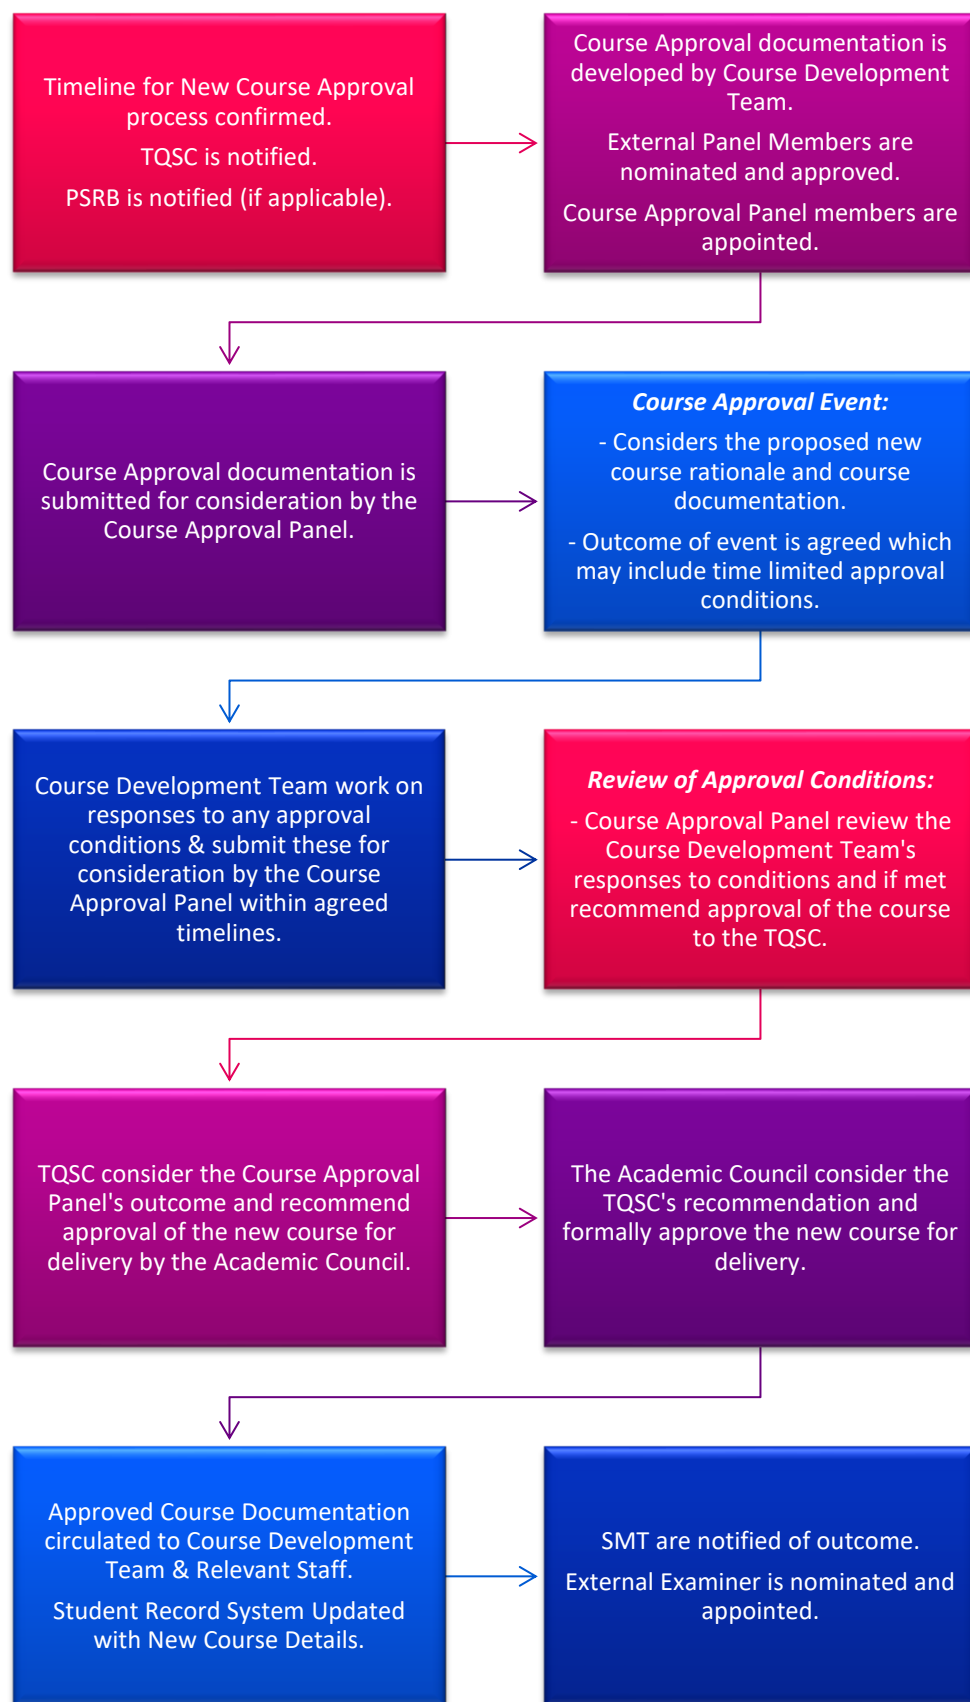 Timeline for New Course Approval
process confirmed.
TQSC is notified.
PSRB is notified (if applicable).
Course Approval documentation is
developed by Course Development
Team.
External Panel Members are
nominated and approved.
Course Approval Panel members are
appointed.
Course Approval documentation is
submitted for consideration by the
Course Approval Panel.
Course Approval Event:
- Considers the proposed new
course rationale and course
documentation.
- Outcome of event is agreed which
may include time limited approval
conditions.
Course Development Team work on
responses to any approval
conditions & submit these for
consideration by the Course
Approval Panel within agreed
timelines.
Review of Approval Conditions:
- Course Approval Panel review the
Course Development Team's
responses to conditions and if met
recommend approval of the course
to the TQSC.
TQSC consider the Course Approval
Panel's outcome and recommend
approval of the new course for
delivery by the Academic Council.
The Academic Council consider the
TQSC's recommendation and
formally approve the new course for
delivery.
Approved Course Documentation
circulated to Course Development
Team & Relevant Staff.
Student Record System Updated
with New Course Details.
SMT are notified of outcome.
External Examiner is nominated and
appointed.